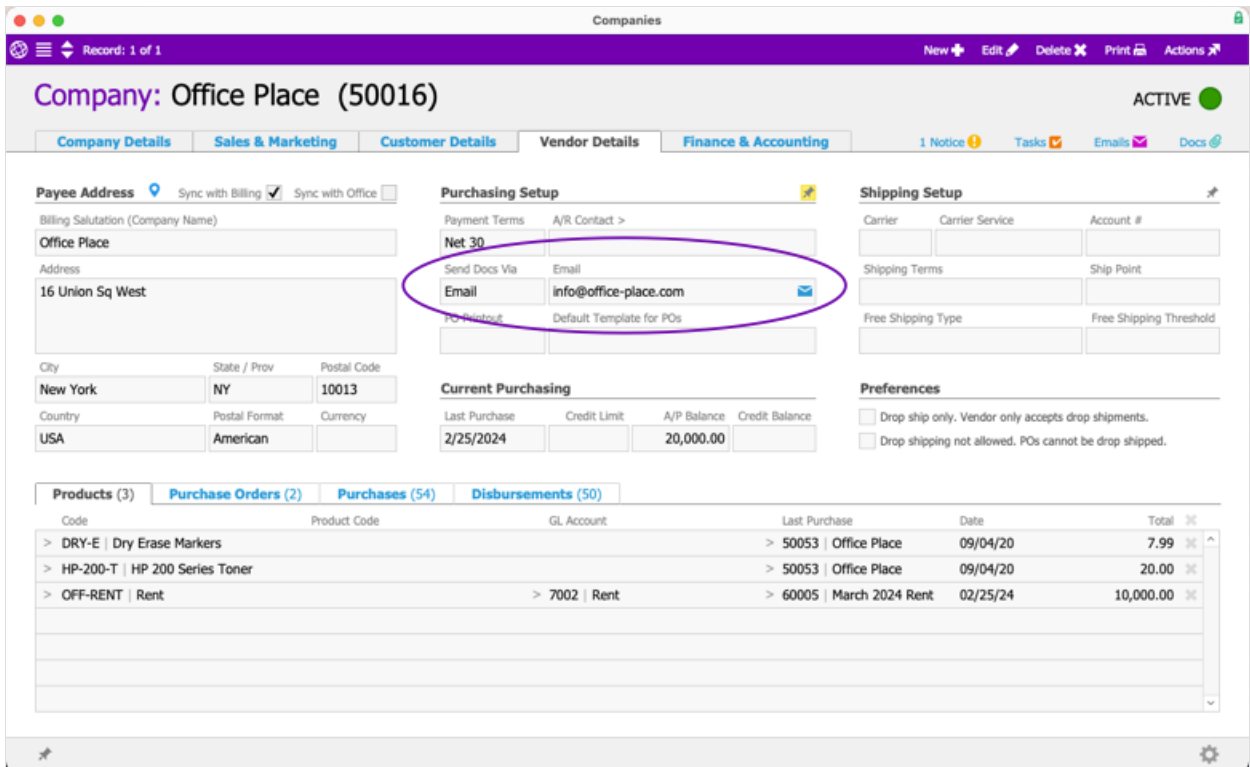 Companies
Record: 1 of 1
New Edit Delete Print Actions
Company: Office Place (50016)
ACTIVE
Company Details Sales & Marketing Customer Details Vendor Details Finance & Accounting
1 Notice Tasks Emails Docs
Payee Address Sync with Billing Sync with Office
Billing Salutation (Company Name)
Office Place
Address
16 Union Sq West
City State / Prov Postal Code
New York NY 10013
Country Postal Format Currency
USA American
Purchasing Setup
Payment Terms A/R Contact >
Net 30
Send Docs Via Email
Email info@office-place.com
PO Printout Default Template for POs
Current Purchasing
Last Purchase Credit Limit A/P Balance Credit Balance
2/25/2024 20,000.00
Shipping Setup
Carrier Carrier Service Account #
Shipping Terms Ship Point
Free Shipping Type Free Shipping Threshold
Preferences
Drop ship only. Vendor only accepts drop shipments.
Drop shipping not allowed. POs cannot be drop shipped.
Products (3) Purchase Orders (2) Purchases (54) Disbursements (50)
Code Product Code GL Account Last Purchase Date Total
> DRY-E | Dry Erase Markers > 50053 | Office Place 09/04/20 7.99
> HP-200-T | HP 200 Series Toner > 50053 | Office Place 09/04/20 20.00
> OFF-RENT | Rent > 7002 | Rent > 60005 | March 2024 Rent 02/25/24 10,000.00